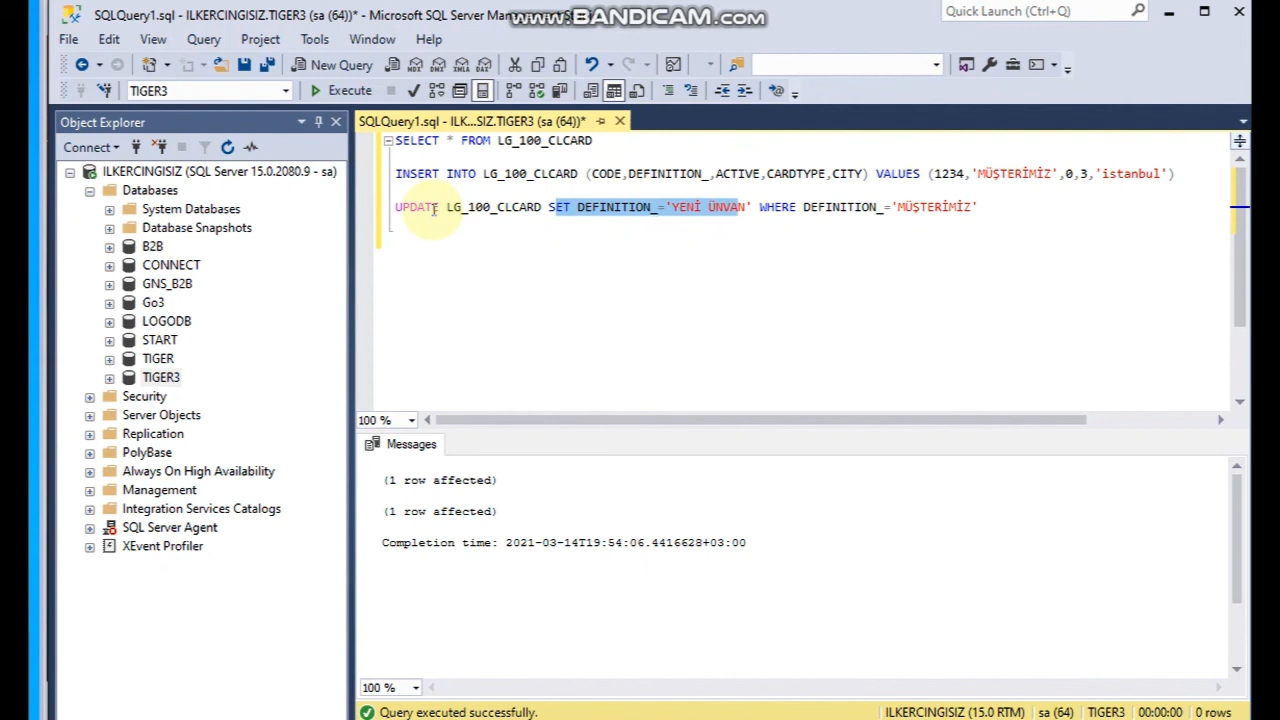 SQLQuery1.sql - ILKERCINGISIZ.TIGER3 (sa (64))* - Microsoft SQL Server
www.BANDICAM.com
Quick Launch (Ctrl+Q)
File Edit View Query Project Tools Window Help
New Query
MDX DMX XMLA DAX
TIGER3
Execute
Object Explorer
SQLQuery1.sql - ILK...SIZ.TIGER3 (sa (64))*
Connect
SELECT * FROM LG_100_CLCARD
INSERT INTO LG_100_CLCARD (CODE,DEFINITION_,ACTIVE,CARDTYPE,CITY) VALUES (1234,'MÜŞTERİMİZ',0,3,'istanbul')
UPDATE LG_100_CLCARD SET DEFINITION_='YENİ ÜNVAN' WHERE DEFINITION_='MÜŞTERİMİZ'
ILKERCINGISIZ (SQL Server 15.0.2080.9 - sa)
Databases
System Databases
Database Snapshots
B2B
CONNECT
GNS_B2B
Go3
LOGODB
START
TIGER
TIGER3
Security
Server Objects
Replication
PolyBase
Always On High Availability
Management
Integration Services Catalogs
SQL Server Agent
XEvent Profiler
100 %
Messages
(1 row affected)
(1 row affected)
Completion time: 2021-03-14T19:54:06.4416628+03:00
100 %
Query executed successfully.
ILKERCINGISIZ (15.0 RTM) sa (64) TIGER3 00:00:00 0 rows